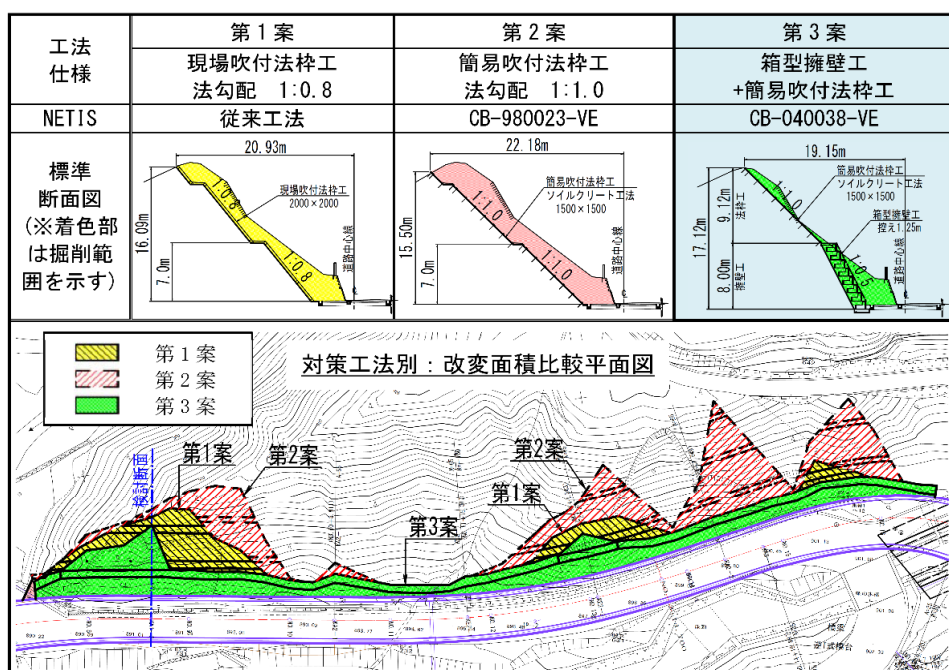 工法
仕様
第1案
第2案
第3案
現場吹付法枠工
法勾配 1:0.8
簡易吹付法枠工
法勾配 1:1.0
箱型擁壁工
+簡易吹付法枠工
NETIS
従来工法
CB-980023-VE
CB-040038-VE
標準
断面図
(※着色部
は掘削範
囲を示す)
20.93m
16.09m
7.0m
1:0.8
1:0.8
現場吹付法枠工
2000×2000
道路中心線
22.18m
15.50m
7.0m
1:1.0
1:1.0
簡易吹付法枠工
ソイルクリート工法
1500×1500
道路中心線
19.15m
17.12m
9.12m
法枠工
8.00m
擁壁工
1:1.0
簡易吹付法枠工
ソイルクリート工法
1500×1500
箱型擁壁工
控え1.25m
道路中心線
第1案
第2案
第3案
対策工法別:改変面積比較平面図
検討断面
第1案
第2案
第3案
第2案
第1案